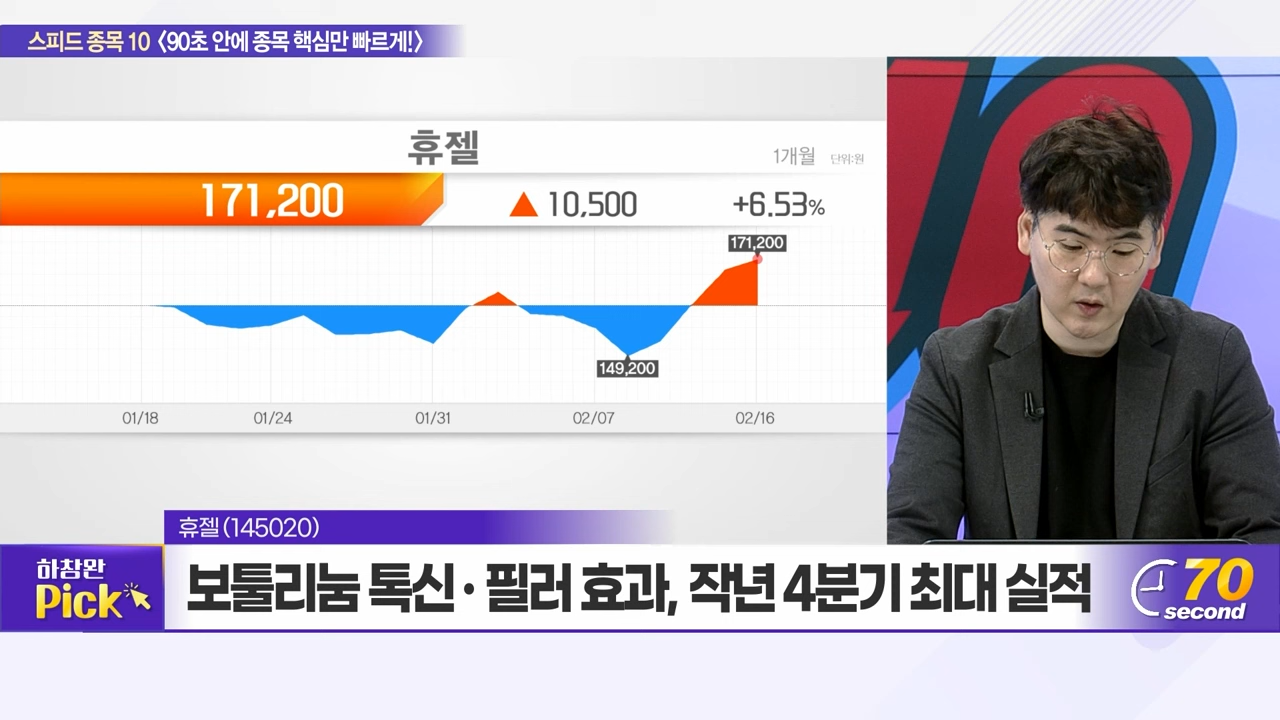 스피드 종목 10 〈90초 안에 종목 핵심만 빠르게!〉
휴젤
1개월 단위:원
171,200 ▲ 10,500 +6.53%
171,200
149,200
01/18 01/24 01/31 02/07 02/16
휴젤(145020)
하창완
Pick
보툴리눔 톡신·필러 효과, 작년 4분기 최대 실적
70
second